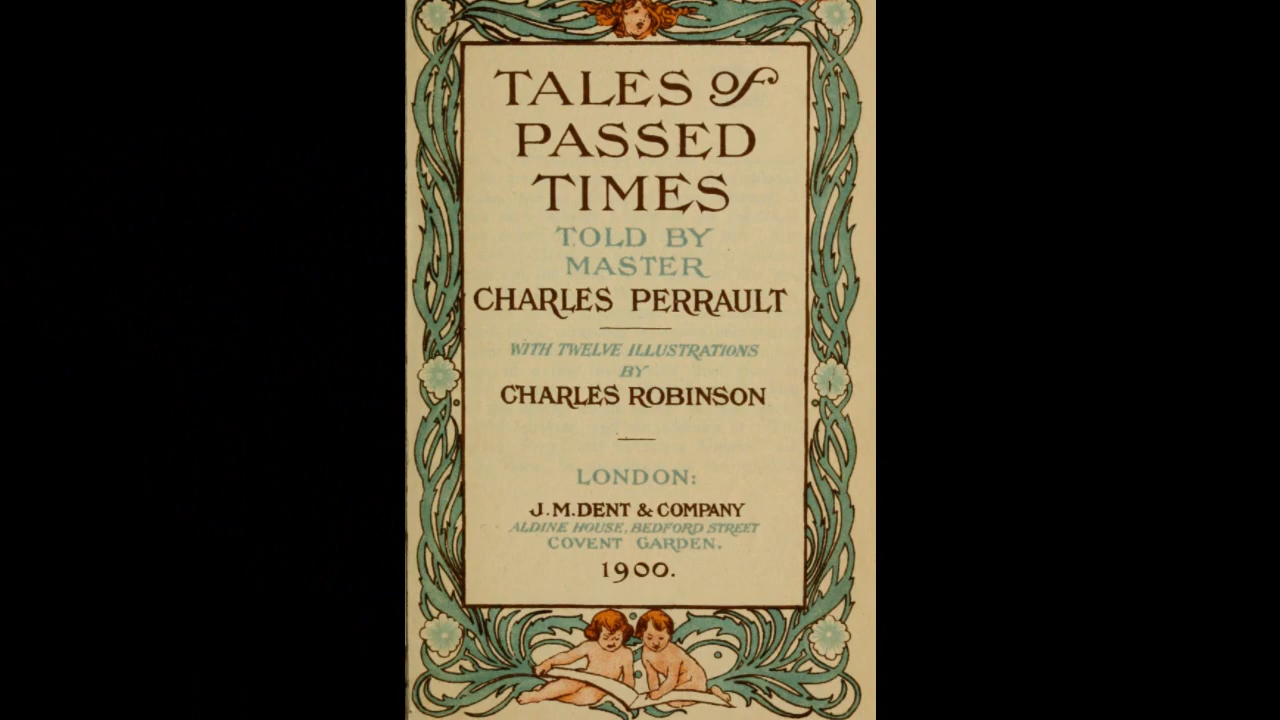 TALES of
PASSED
TIMES
TOLD BY
MASTER
CHARLES PERRAULT
WITH TWELVE ILLUSTRATIONS
BY
CHARLES ROBINSON
LONDON:
J. M. DENT & COMPANY
ALDINE HOUSE, BEDFORD STREET
COVENT GARDEN.
1900.